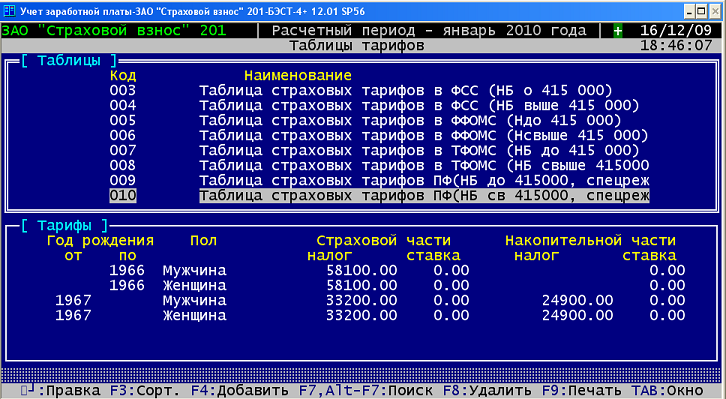 Учет заработной платы-ЗАО "Страховой взнос" 201-БЭСТ-4+ 12.01 SP56
ЗАО "Страховой взнос" 201 | Расчетный период - январь 2010 года | + 16/12/09
Таблицы тарифов 18:46:07
[ Таблицы ]
Код Наименование
003 Таблица страховых тарифов в ФСС (НБ о 415 000)
004 Таблица страховых тарифов в ФСС (НБ выше 415 000)
005 Таблица страховых тарифов в ФФОМС (Ндо 415 000)
006 Таблица страховых тарифов в ФФОМС (Нсвыше 415 000)
007 Таблица страховых тарифов в ТФОМС (НБ до 415 000)
008 Таблица страховых тарифов в ТФОМС (НБ свыше 415000
009 Таблица страховых тарифов ПФ(НБ до 415000, спецреж
010 Таблица страховых тарифов ПФ(НБ св 415000, спецреж
[ Тарифы ]
Год рождения Пол Страховой части Накопительной части
от по налог ставка налог ставка
1966 Мужчина 58100.00 0.00 0.00
1966 Женщина 58100.00 0.00 0.00
1967 Мужчина 33200.00 0.00 24900.00 0.00
1967 Женщина 33200.00 0.00 24900.00 0.00
:Правка F3:Сорт. F4:Добавить F7,Alt-F7:Поиск F8:Удалить F9:Печать TAB:Окно